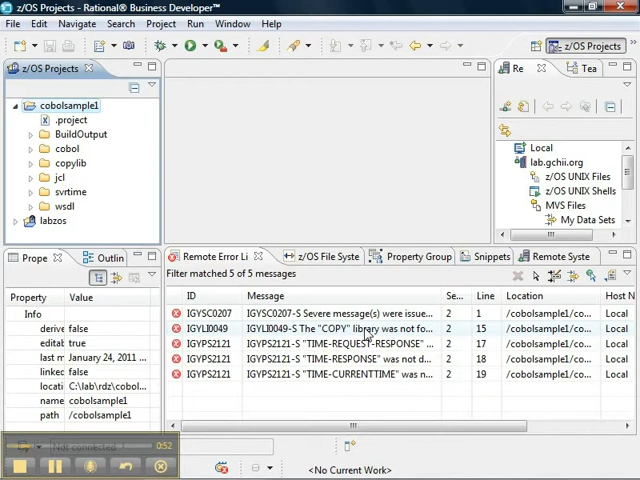 z/OS Projects - Rational® Business Developer™
File Edit Navigate Search Project Run Window Help
z/OS Projects
z/OS Projects
Re
Tea
cobolsample1
.project
BuildOutput
cobol
copylib
jcl
svrtime
wsdl
labzos
Local
lab.gchii.org
z/OS UNIX Files
z/OS UNIX Shells
MVS Files
My Data Sets
Prope
Outlin
Property Value
Info
derive false
editab true
last m January 24, 2011
linked false
locati C:\lab\rdz\cobol...
name cobolsample1
path /cobolsample1
Remote Error Li
z/OS File Syste
Property Group
Snippets
Remote Syste
Filter matched 5 of 5 messages
ID Message Se... Line Location Host N
IGYSC0207 IGYSC0207-S Severe message(s) were issue... 2 1 /cobolsample1/co... Local
IGYLI0049 IGYLI0049-S The "COPY" library was not fo... 2 15 /cobolsample1/co... Local
IGYPS2121 IGYPS2121-S "TIME-REQUEST-RESPONSE" ... 2 17 /cobolsample1/co... Local
IGYPS2121 IGYPS2121-S "TIME-RESPONSE" was not d... 2 18 /cobolsample1/co... Local
IGYPS2121 IGYPS2121-S "TIME-CURRENTTIME" was n... 2 19 /cobolsample1/co... Local
Not connected
0:52
<No Current Work>